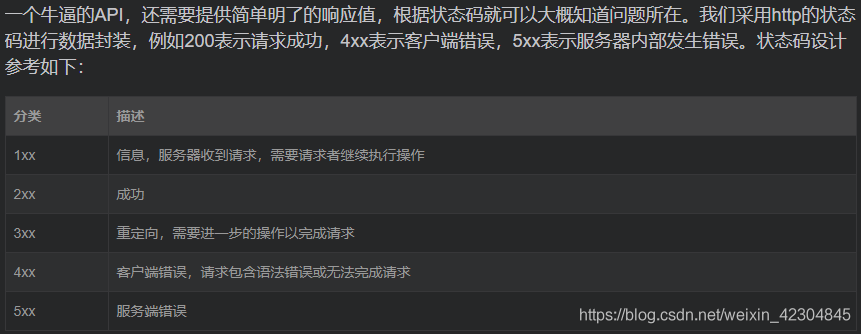 一个牛逼的API，还需要提供简单明了的响应值，根据状态码就可以大概知道问题所在。我们采用http的状态
码进行数据封装，例如200表示请求成功，4xx表示客户端错误，5xx表示服务器内部发生错误。状态码设计
参考如下：
分类 描述
1xx 信息，服务器收到请求，需要请求者继续执行操作
2xx 成功
3xx 重定向，需要进一步的操作以完成请求
4xx 客户端错误，请求包含语法错误或无法完成请求
5xx 服务端错误
https://blog.csdn.net/weixin_42304845